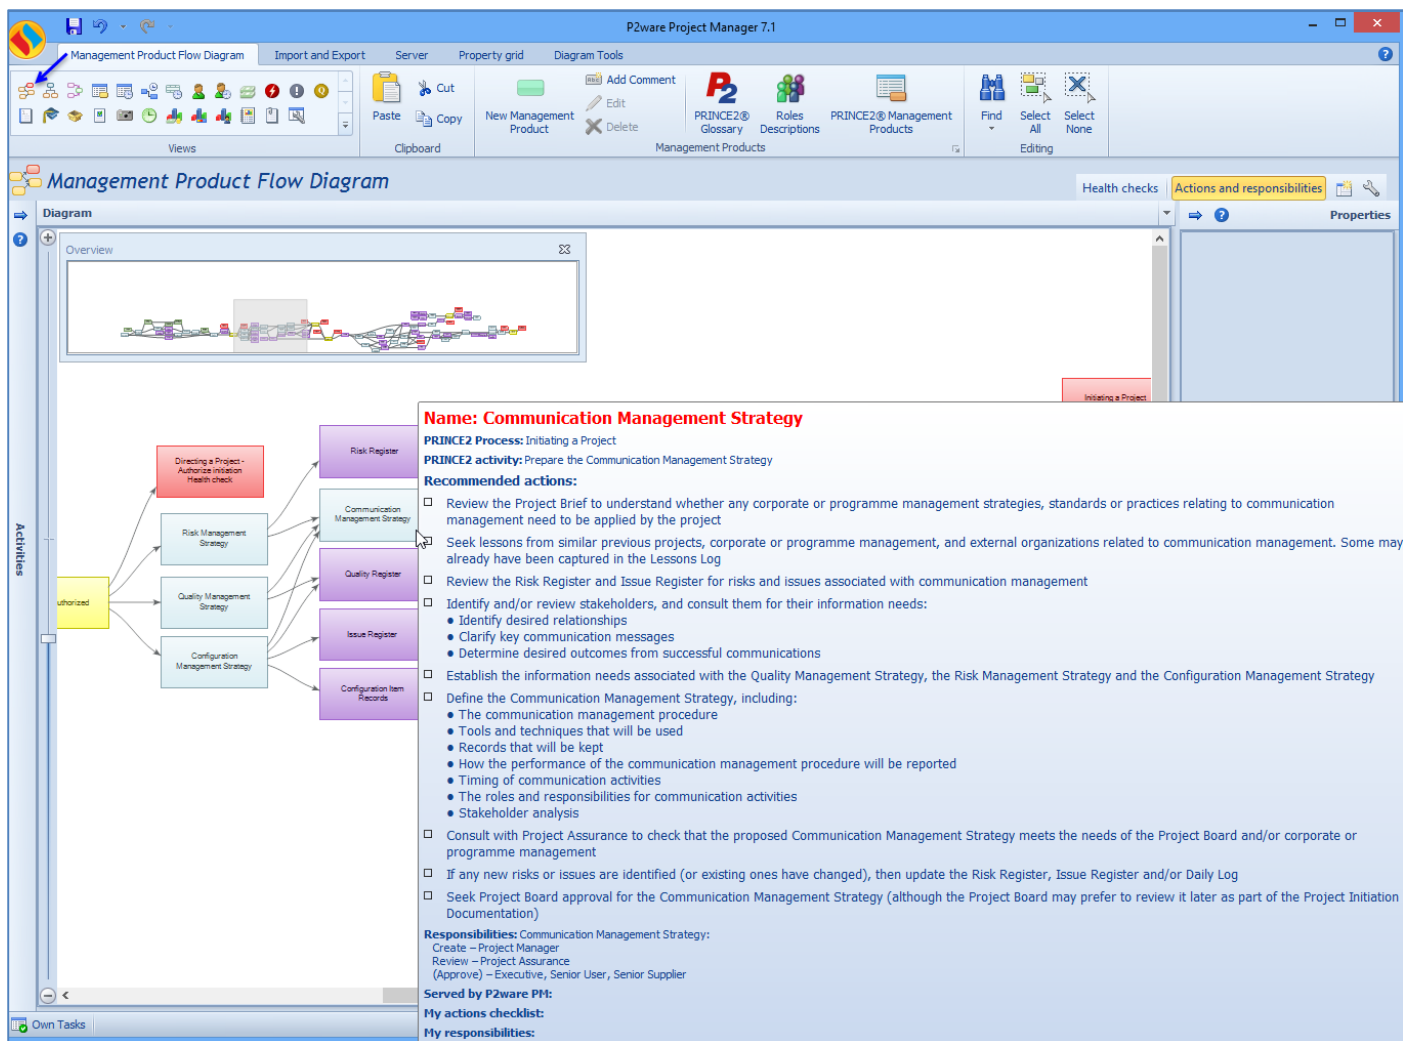 P2ware Project Manager 7.1
Management Product Flow Diagram
Import and Export
Server
Property grid
Diagram Tools
Paste
Cut
Copy
New Management
Product
Add Comment
Edit
Delete
P2
PRINCE2®
Glossary
Roles
Descriptions
PRINCE2® Management
Products
Find
Select
All
Select
None
Views
Clipboard
Management Products
Editing
Management Product Flow Diagram
Health checks
Actions and responsibilities
Diagram
Properties
Overview
Activities
Initiating a Project
Directing a Project -
Authorize initiation
Health check
Risk Register
Communication
Management Strategy
Risk Management
Strategy
Quality Register
uthorized
Quality Management
Strategy
Issue Register
Configuration
Management Strategy
Configuration Item
Records
Name: Communication Management Strategy
PRINCE2 Process: Initiating a Project
PRINCE2 activity: Prepare the Communication Management Strategy
Recommended actions:
Review the Project Brief to understand whether any corporate or programme management strategies, standards or practices relating to communication
management need to be applied by the project
Seek lessons from similar previous projects, corporate or programme management, and external organizations related to communication management. Some may
already have been captured in the Lessons Log
Review the Risk Register and Issue Register for risks and issues associated with communication management
Identify and/or review stakeholders, and consult them for their information needs:
● Identify desired relationships
● Clarify key communication messages
● Determine desired outcomes from successful communications
Establish the information needs associated with the Quality Management Strategy, the Risk Management Strategy and the Configuration Management Strategy
Define the Communication Management Strategy, including:
● The communication management procedure
● Tools and techniques that will be used
● Records that will be kept
● How the performance of the communication management procedure will be reported
● Timing of communication activities
● The roles and responsibilities for communication activities
● Stakeholder analysis
Consult with Project Assurance to check that the proposed Communication Management Strategy meets the needs of the Project Board and/or corporate or
programme management
If any new risks or issues are identified (or existing ones have changed), then update the Risk Register, Issue Register and/or Daily Log
Seek Project Board approval for the Communication Management Strategy (although the Project Board may prefer to review it later as part of the Project Initiation
Documentation)
Responsibilities: Communication Management Strategy:
Create – Project Manager
Review – Project Assurance
(Approve) – Executive, Senior User, Senior Supplier
Served by P2ware PM:
My actions checklist:
My responsibilities:
Own Tasks